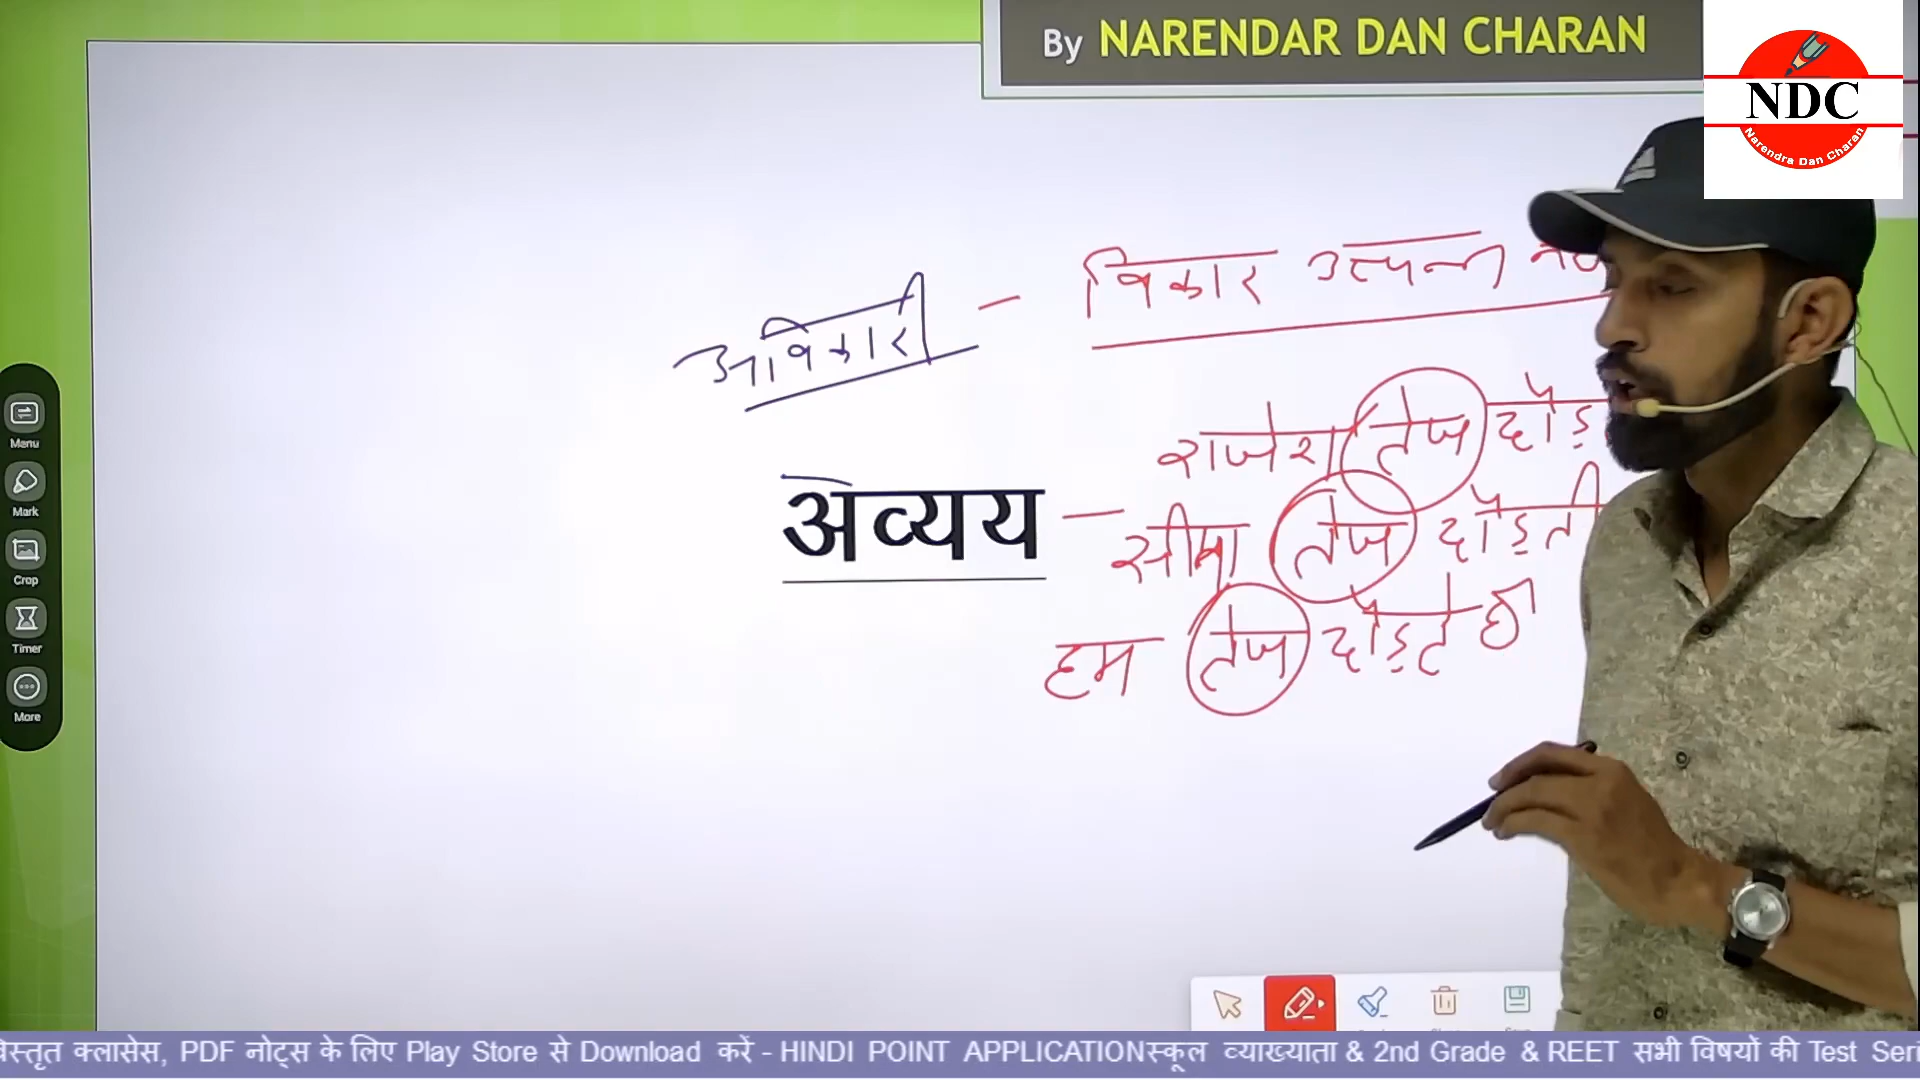 By NARENDAR DAN CHARAN
NDC
Narendra Dan Charan
अविकारी - विकार उत्पन्न
राजेश तेज दौड़
अव्यय - सीमा तेज दौड़ती
हम तेज दौड़ते हैं
Menu
Mark
Crop
Timer
More
विस्तृत क्लासेस, PDF नोट्स के लिए Play Store से Download करें - HINDI POINT APPLICATIONस्कूल व्याख्याता & 2nd Grade & REET सभी विषयों की Test Seri